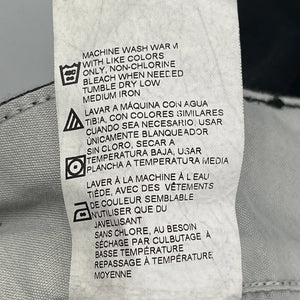 MACHINE WASH WARM
WITH LIKE COLORS
ONLY, NON-CHLORINE
BLEACH WHEN NEEDED
TUMBLE DRY LOW
MEDIUM IRON
LAVAR A MÁQUINA CON AGUA
TIBIA, CON COLORES SIMILARES
CUANDO SEA NECESARIO, USAR
ÚNICAMENTE BLANQUEADOR
SIN CLORO, SECAR A
TEMPERATURA BAJA, USAR
PLANCHA A TEMPERATURA MEDIA
LAVER À LA MACHINE À L'EAU
TIÈDE, AVEC DES VÊTEMENTS
DE COULEUR SEMBLABLE
N'UTILISER QUE DU
JAVELLISANT
SANS CHLORE, AU BESOIN
SÉCHAGE PAR CULBUTAGE À
BASSE TEMPÉRATURE
REPASSAGE À TEMPÉRATURE
MOYENNE